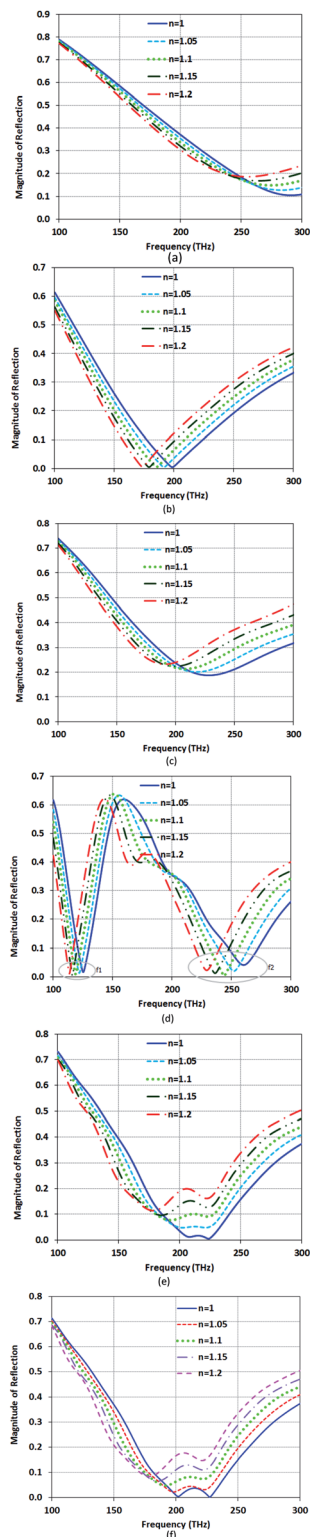 0.9
0.8
0.7
0.6
0.5
0.4
0.3
0.2
0.1
0.0
Magnitude of Reflection
n=1
n=1.05
n=1.1
n=1.15
n=1.2
100 150 200 250 300
Frequency (THz)
(a)
0.7
0.6
0.5
0.4
0.3
0.2
0.1
0.0
Magnitude of Reflection
n=1
n=1.05
n=1.1
n=1.15
n=1.2
100 150 200 250 300
Frequency (THz)
(b)
0.8
0.7
0.6
0.5
0.4
0.3
0.2
0.1
0.0
Magnitude of Reflection
n=1
n=1.05
n=1.1
n=1.15
n=1.2
100 150 200 250 300
Frequency (THz)
(c)
0.7
0.6
0.5
0.4
0.3
0.2
0.1
0.0
Magnitude of Reflection
n=1
n=1.05
n=1.1
n=1.15
n=1.2
f1
f2
100 150 200 250 300
Frequency (THz)
(d)
0.8
0.7
0.6
0.5
0.4
0.3
0.2
0.1
0.0
Magnitude of Reflection
n=1
n=1.05
n=1.1
n=1.15
n=1.2
100 150 200 250 300
Frequency (THz)
(e)
0.8
0.7
0.6
0.5
0.4
0.3
0.2
0.1
0.0
Magnitude of Reflection
n=1
n=1.05
n=1.1
n=1.15
n=1.2
100 150 200 250 300
Frequency (THz)
(f)